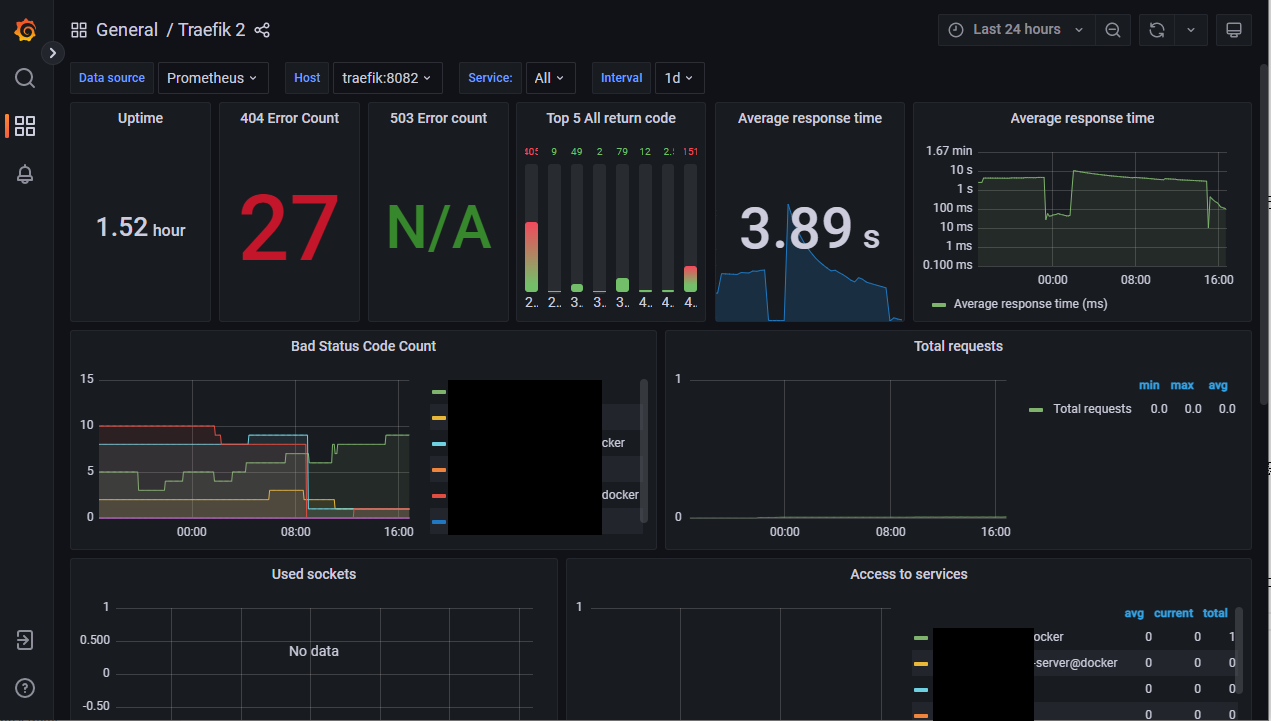 General / Traefik 2
Last 24 hours
Data source Prometheus Host traefik:8082 Service: All Interval 1d
Uptime
1.52 hour
404 Error Count
27
503 Error count
N/A
Top 5 All return code
9 49 2 79 12 151
2.. 2.. 3.. 3.. 3.. 4.. 4.. 4..
Average response time
3.89 s
Average response time
1.67 min
10 s
1 s
100 ms
10 ms
1 ms
0.100 ms
00:00 08:00 16:00
Average response time (ms)
Bad Status Code Count
15
10
5
0
00:00 08:00 16:00
cker
docker
Total requests
1
0
00:00 08:00 16:00
min max avg
Total requests 0.0 0.0 0.0
Used sockets
1
0.500
0
-0.50
No data
Access to services
1
avg current total
ocker 0 0 1
-server@docker 0 0 0
0 0 0
0 0 0